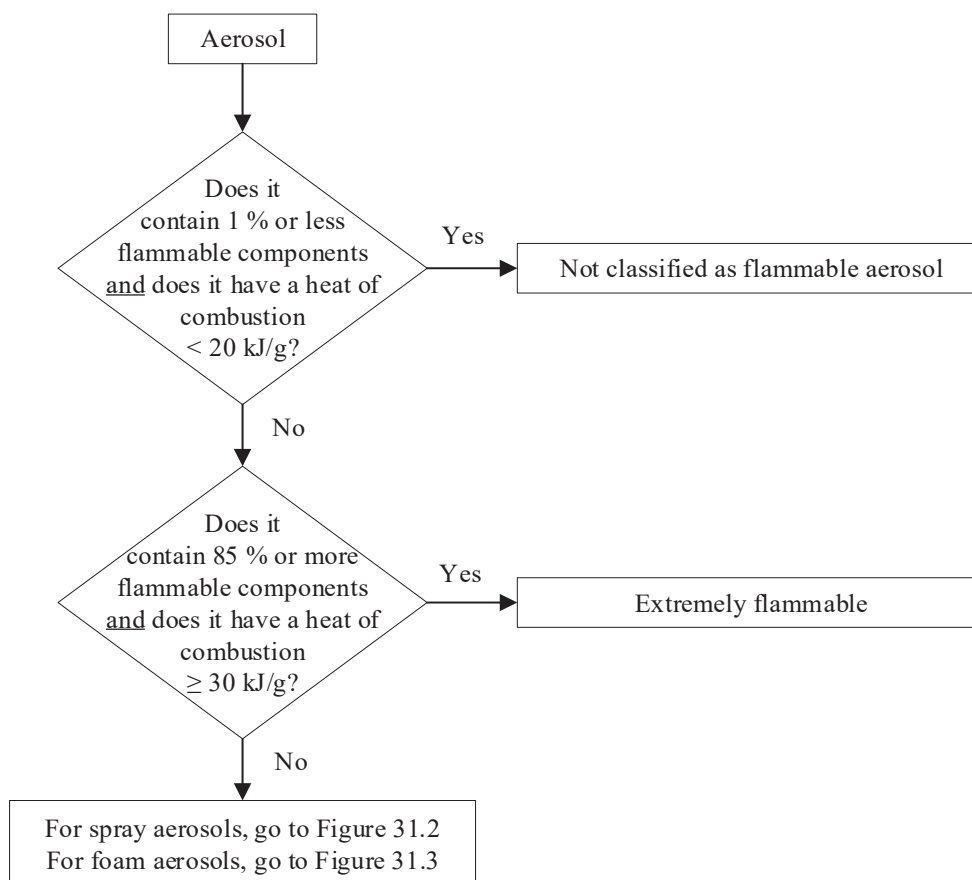 Aerosol
Does it
contain 1 % or less
flammable components
and does it have a heat of
combustion
< 20 kJ/g?
Yes
Not classified as flammable aerosol
No
Does it
contain 85 % or more
flammable components
and does it have a heat of
combustion
≥ 30 kJ/g?
Yes
Extremely flammable
No
For spray aerosols, go to Figure 31.2
For foam aerosols, go to Figure 31.3